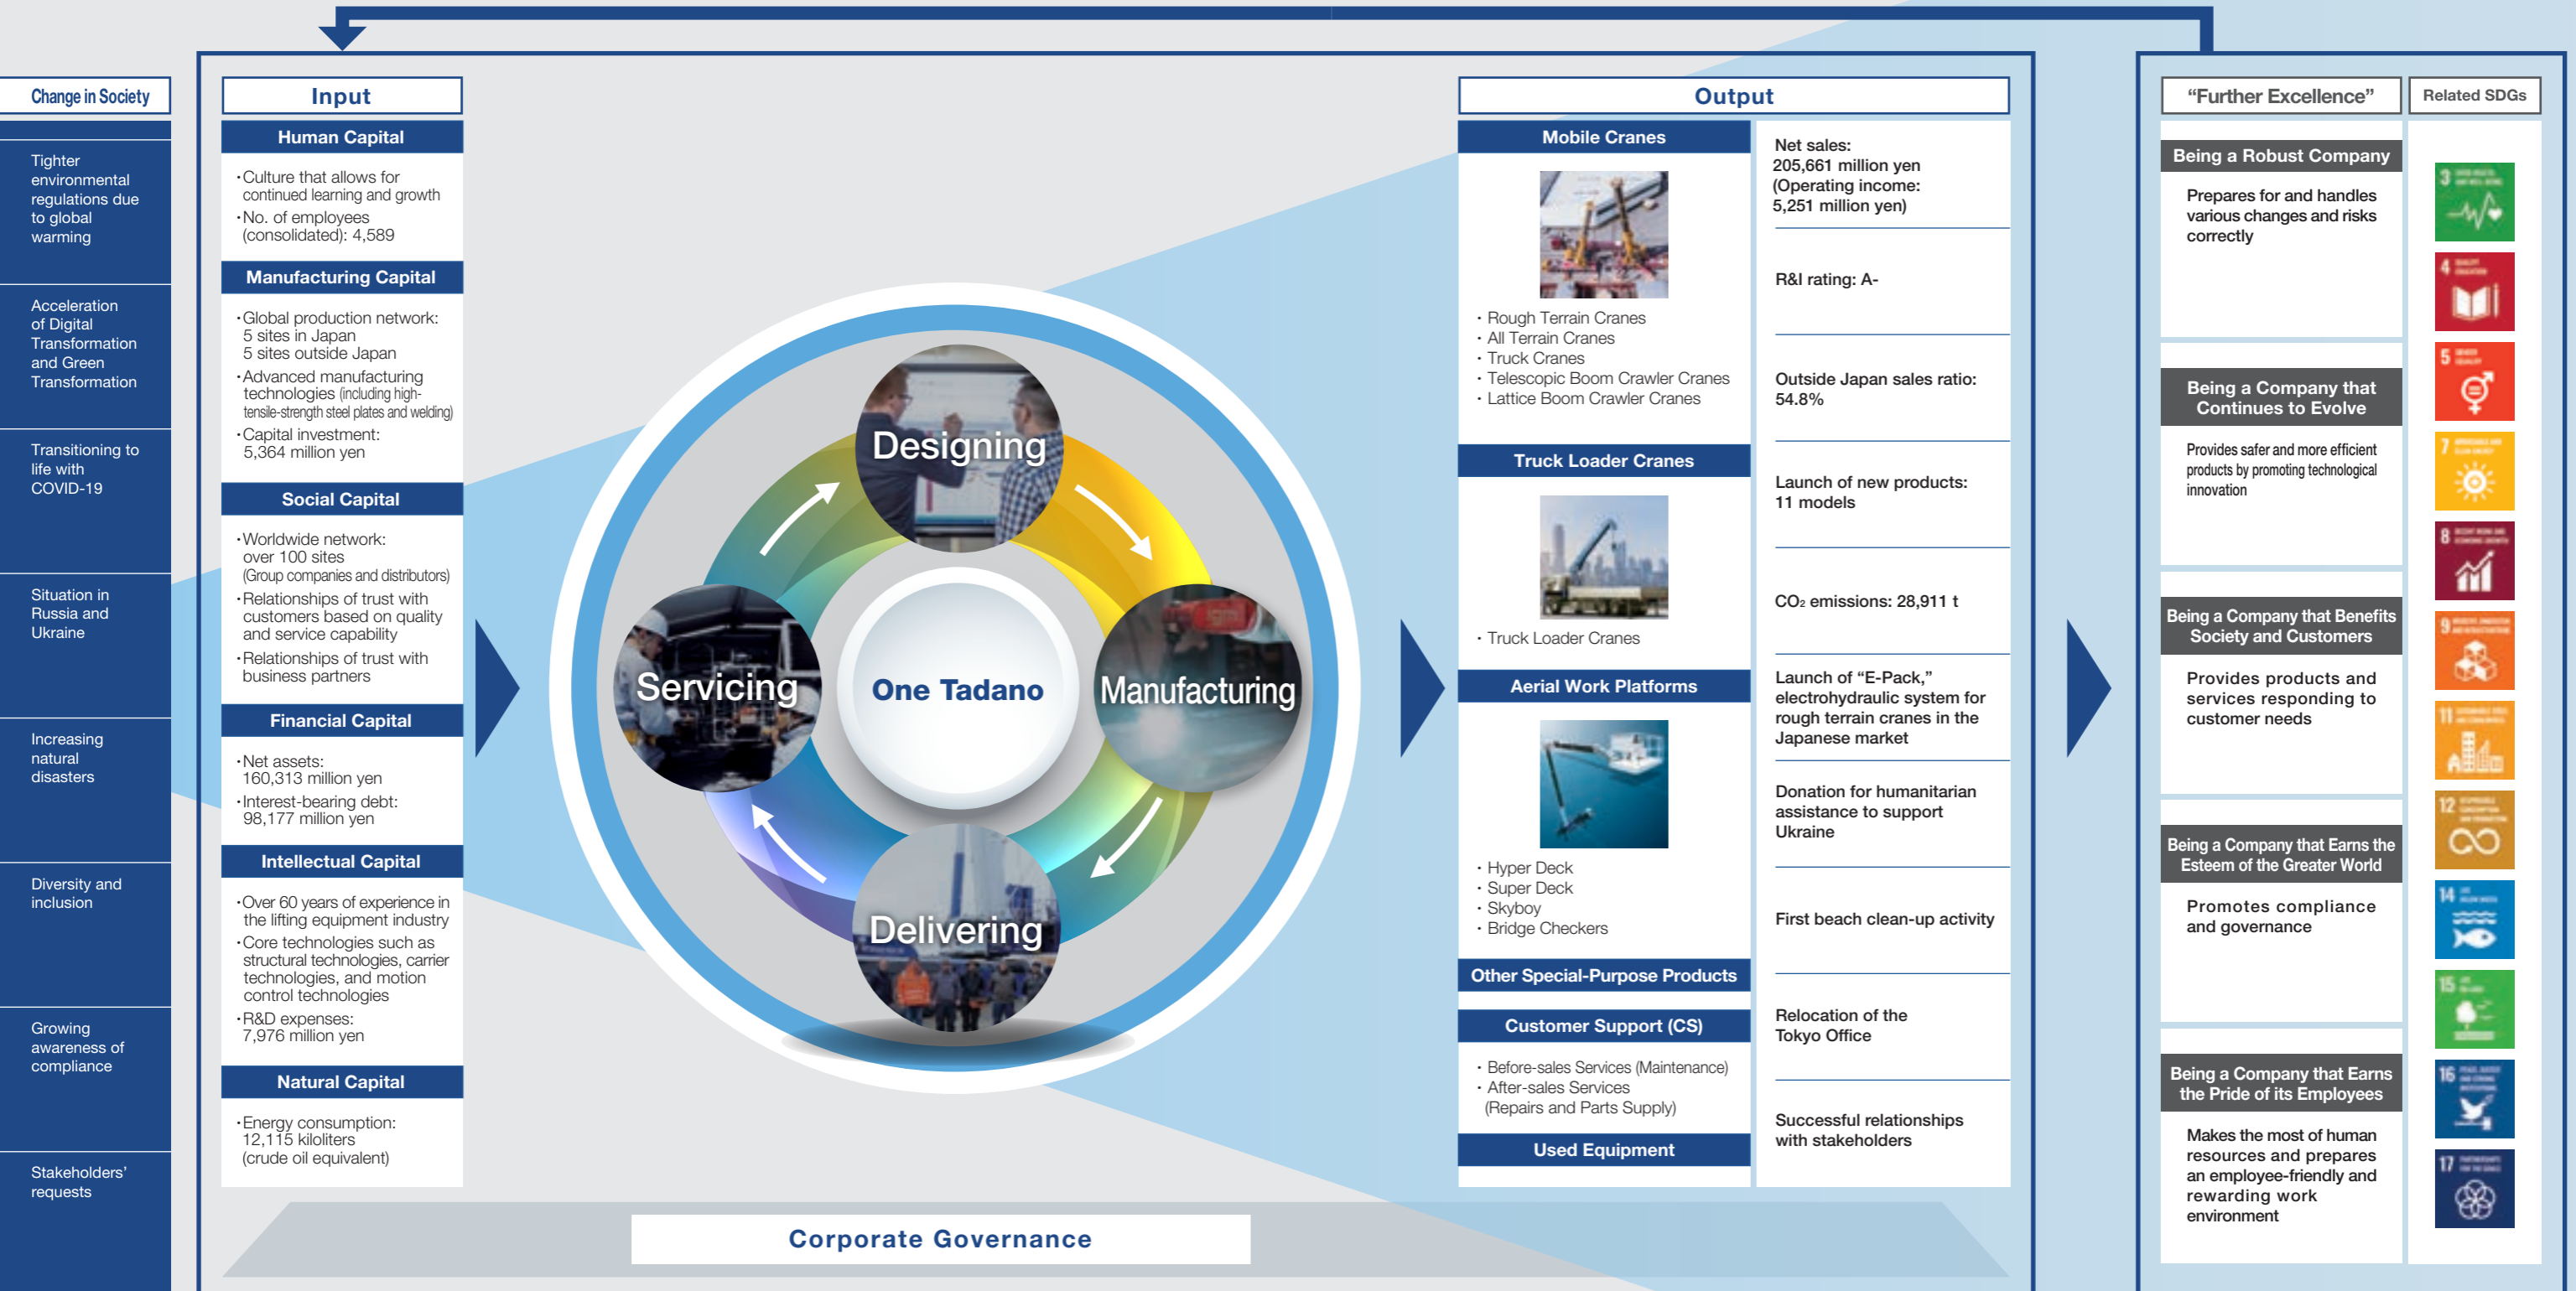 Change in Society
Tighter
environmental
regulations due
to global
warming
Acceleration
of Digital
Transformation
and Green
Transformation
Transitioning to
life with
COVID-19
Situation in
Russia and
Ukraine
Increasing
natural
disasters
Diversity and
inclusion
Growing
awareness of
compliance
Stakeholders'
requests
Input
Human Capital
・Culture that allows for
continued learning and growth
・No. of employees
(consolidated): 4,589
Manufacturing Capital
・Global production network:
5 sites in Japan
5 sites outside Japan
・Advanced manufacturing
technologies (including high-
tensile-strength steel plates and welding)
・Capital investment:
5,364 million yen
Social Capital
・Worldwide network:
over 100 sites
(Group companies and distributors)
・Relationships of trust with
customers based on quality
and service capability
・Relationships of trust with
business partners
Financial Capital
・Net assets:
160,313 million yen
・Interest-bearing debt:
98,177 million yen
Intellectual Capital
・Over 60 years of experience in
the lifting equipment industry
・Core technologies such as
structural technologies, carrier
technologies, and motion
control technologies
・R&D expenses:
7,976 million yen
Natural Capital
・Energy consumption:
12,115 kiloliters
(crude oil equivalent)
Designing
Servicing
One Tadano
Manufacturing
Delivering
Corporate Governance
Output
Mobile Cranes
・Rough Terrain Cranes
・All Terrain Cranes
・Truck Cranes
・Telescopic Boom Crawler Cranes
・Lattice Boom Crawler Cranes
Truck Loader Cranes
・Truck Loader Cranes
Aerial Work Platforms
・Hyper Deck
・Super Deck
・Skyboy
・Bridge Checkers
Other Special-Purpose Products
Customer Support (CS)
・Before-sales Services (Maintenance)
・After-sales Services
(Repairs and Parts Supply)
Used Equipment
Net sales:
205,661 million yen
(Operating income:
5,251 million yen)
R&I rating: A-
Outside Japan sales ratio:
54.8%
Launch of new products:
11 models
CO₂ emissions: 28,911 t
Launch of “E-Pack,”
electrohydraulic system for
rough terrain cranes in the
Japanese market
Donation for humanitarian
assistance to support
Ukraine
First beach clean-up activity
Relocation of the
Tokyo Office
Successful relationships
with stakeholders
“Further Excellence”
Being a Robust Company
Prepares for and handles
various changes and risks
correctly
Being a Company that
Continues to Evolve
Provides safer and more efficient
products by promoting technological
innovation
Being a Company that Benefits
Society and Customers
Provides products and
services responding to
customer needs
Being a Company that Earns the
Esteem of the Greater World
Promotes compliance
and governance
Being a Company that Earns
the Pride of its Employees
Makes the most of human
resources and prepares
an employee-friendly and
rewarding work
environment
Related SDGs
3
4
5
7
8
9
11
12
14
15
16
17